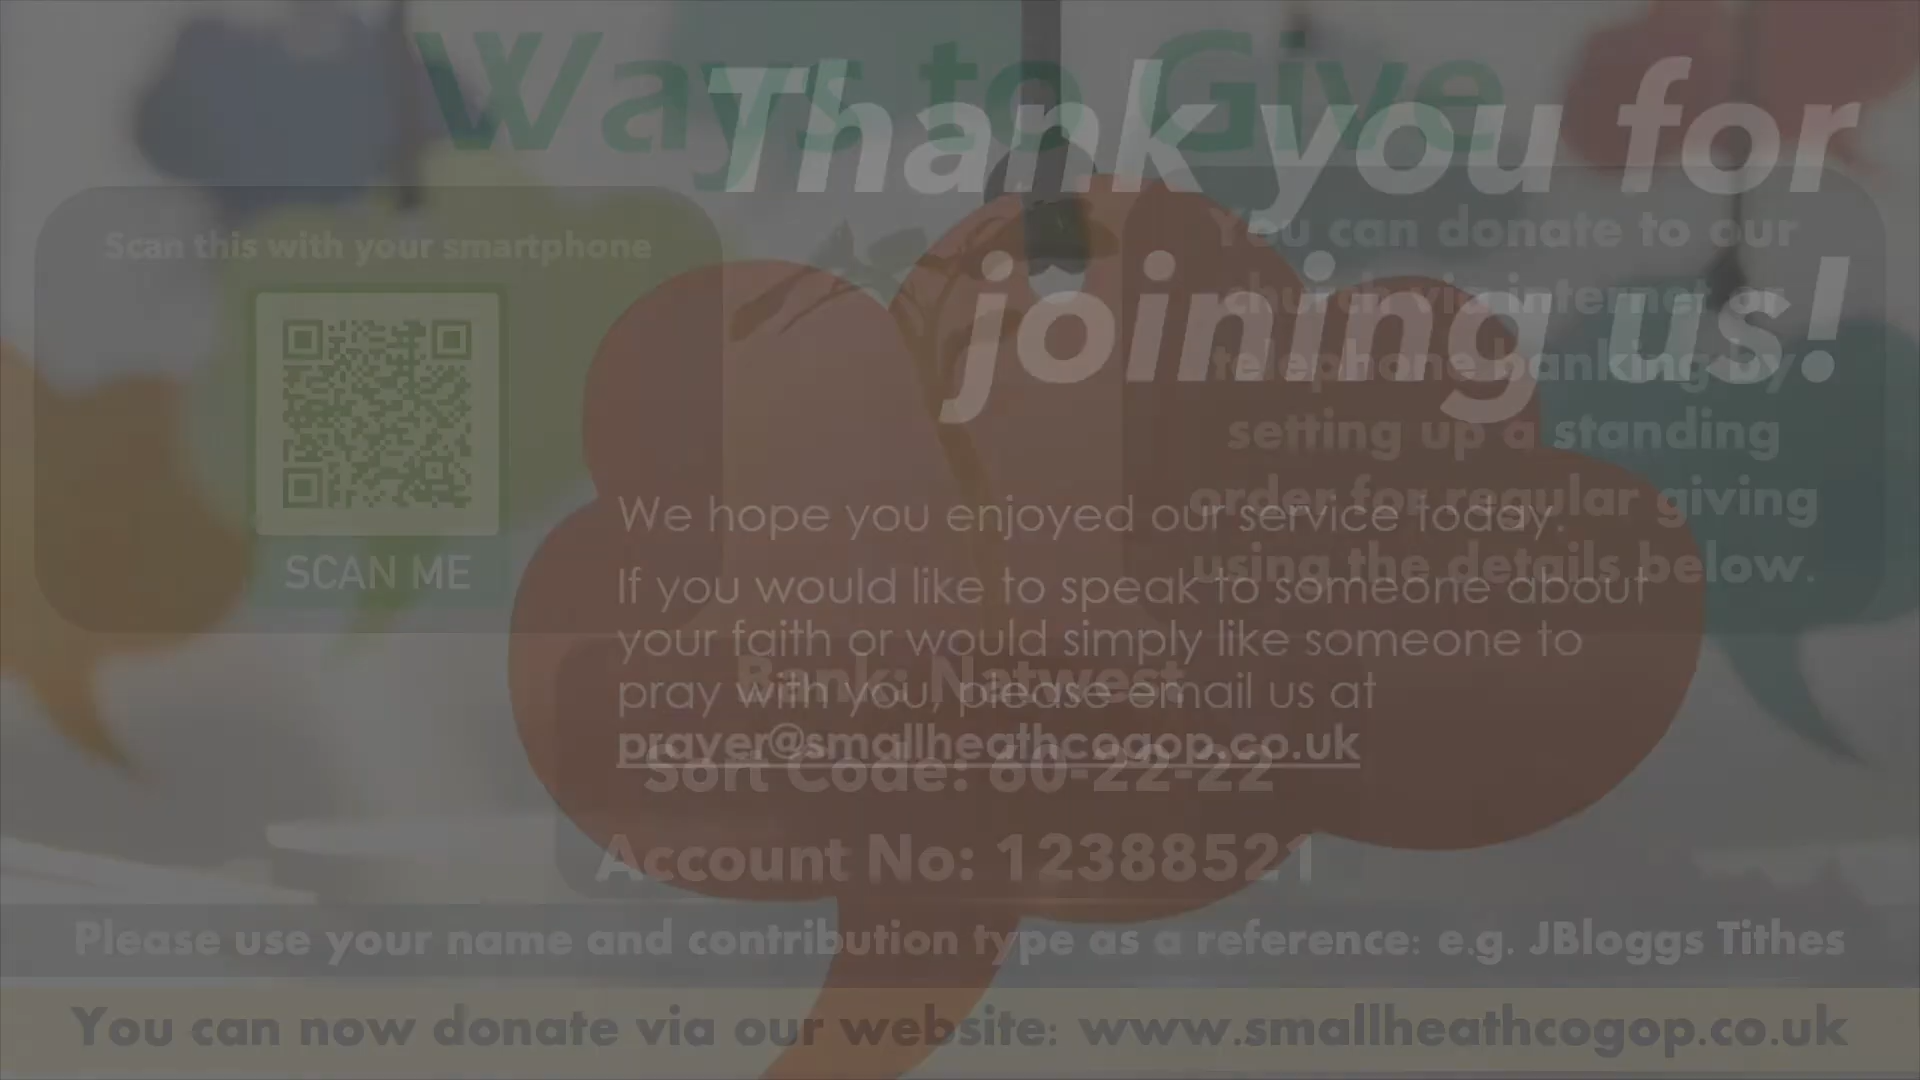 Ways to Give
Thank you for
joining us!
Scan this with your smartphone
SCAN ME
You can donate to our
church via internet or
telephone banking by
setting up a standing
order for regular giving
using the details below.
We hope you enjoyed our service today.
If you would like to speak to someone about
your faith or would simply like someone to
pray with you, please email us at
prayer@smallheathcogop.co.uk
Bank: Natwest
Sort Code: 60-22-22
Account No: 12388521
Please use your name and contribution type as a reference: e.g. JBloggs Tithes
You can now donate via our website: www.smallheathcogop.co.uk